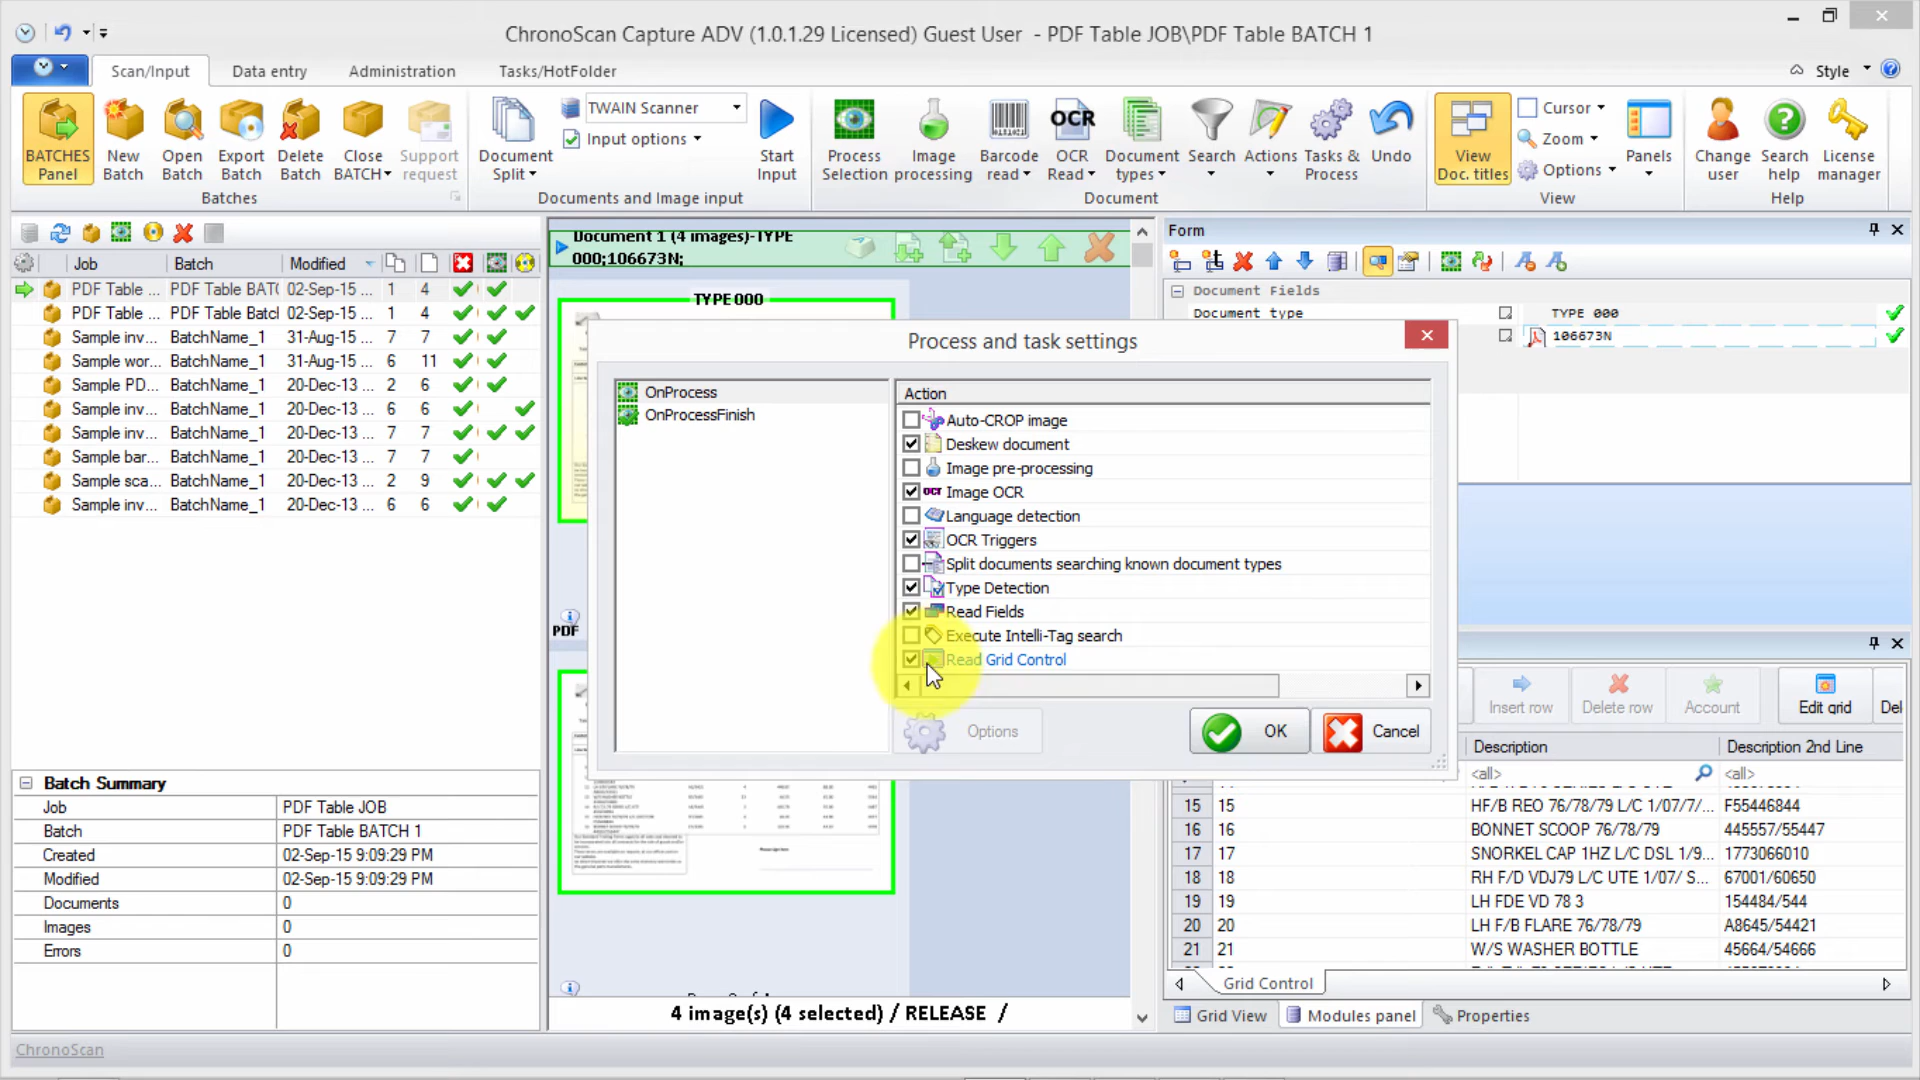 ChronoScan Capture ADV (1.0.1.29 Licensed) Guest User - PDF Table JOB\PDF Table BATCH 1
Scan/Input Data entry Administration Tasks/HotFolder Style
BATCHES Panel
New Batch
Open Batch
Export Batch
Delete Batch
Close BATCH
Support request
Batches
Document Split
TWAIN Scanner
Input options
Start Input
Documents and Image input
Process Selection
Image processing
Barcode read
OCR
OCR Read
Document types
Search
Actions
Tasks & Process
Undo
Document
View Doc. titles
Cursor
Zoom
Options
Panels
View
Change user
Search help
License manager
Help
Job Batch Modified
PDF Table ... PDF Table BAT 02-Sep-15 ... 1 4
PDF Table ... PDF Table Batch 02-Sep-15 ... 1 4
Sample inv... BatchName_1 31-Aug-15 ... 7 7
Sample wor... BatchName_1 31-Aug-15 ... 6 11
Sample PD... BatchName_1 20-Dec-13 ... 2 6
Sample inv... BatchName_1 20-Dec-13 ... 6 6
Sample inv... BatchName_1 20-Dec-13 ... 7 7
Sample bar... BatchName_1 20-Dec-13 ... 7 7
Sample sca... BatchName_1 20-Dec-13 ... 2 9
Sample inv... BatchName_1 20-Dec-13 ... 6 6
Batch Summary
Job PDF Table JOB
Batch PDF Table BATCH 1
Created 02-Sep-15 9:09:29 PM
Modified 02-Sep-15 9:09:29 PM
Documents 0
Images 0
Errors 0
Document 1 (4 images)-TYPE
000;106673N;
TYPE 000
PDF
4 image(s) (4 selected) / RELEASE /
Process and task settings
OnProcess
OnProcessFinish
Action
Auto-CROP image
Deskew document
Image pre-processing
OCR Image OCR
Language detection
OCR Triggers
Split documents searching known document types
Type Detection
Read Fields
Execute Intelli-Tag search
Read Grid Control
Options OK Cancel
Form
Document Fields
Document type TYPE 000
106673N
Insert row Delete row Account Edit grid Del
Description Description 2nd Line
<all> <all>
15 15 HF/B REO 76/78/79 L/C 1/07/7/... F55446844
16 16 BONNET SCOOP 76/78/79 445557/55447
17 17 SNORKEL CAP 1HZ L/C DSL 1/9... 1773066010
18 18 RH F/D VDJ79 L/C UTE 1/07/ S... 67001/60650
19 19 LH FDE VD 78 3 154484/544
20 20 LH F/B FLARE 76/78/79 A8645/54421
21 21 W/S WASHER BOTTLE 45664/54666
Grid Control
Grid View Modules panel Properties
ChronoScan